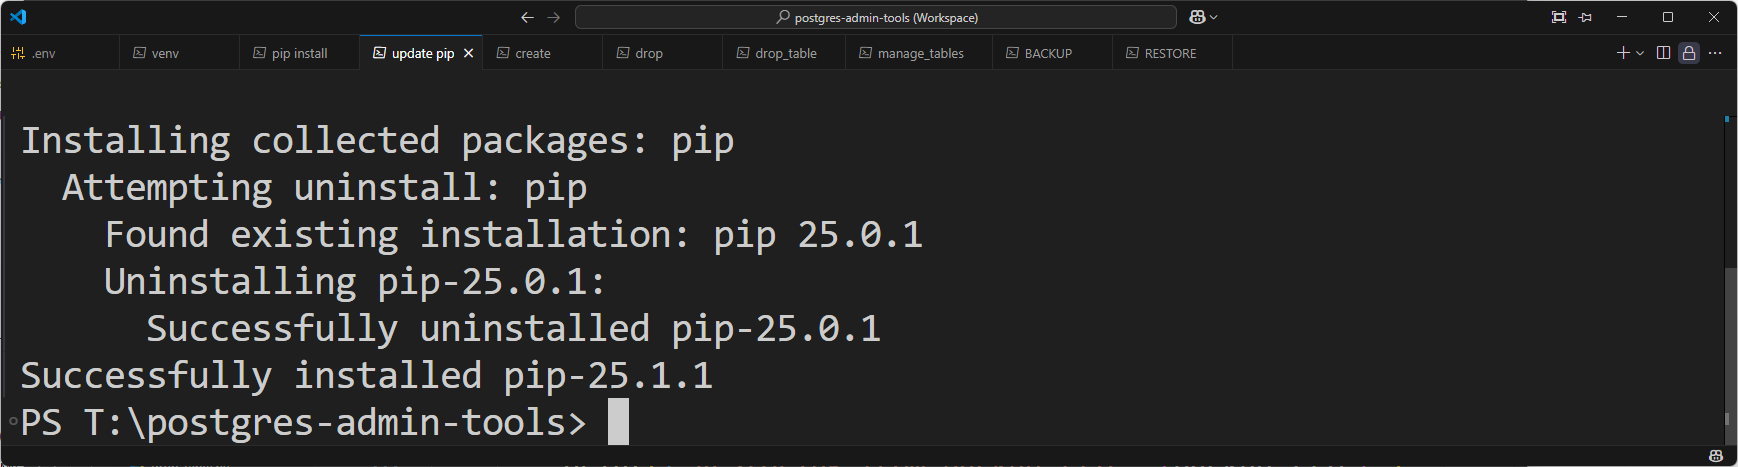 postgres-admin-tools (Workspace)
.env venv pip install update pip create drop drop_table manage_tables BACKUP RESTORE
Installing collected packages: pip
Attempting uninstall: pip
Found existing installation: pip 25.0.1
Uninstalling pip-25.0.1:
Successfully uninstalled pip-25.0.1
Successfully installed pip-25.1.1
PS T:\postgres-admin-tools>